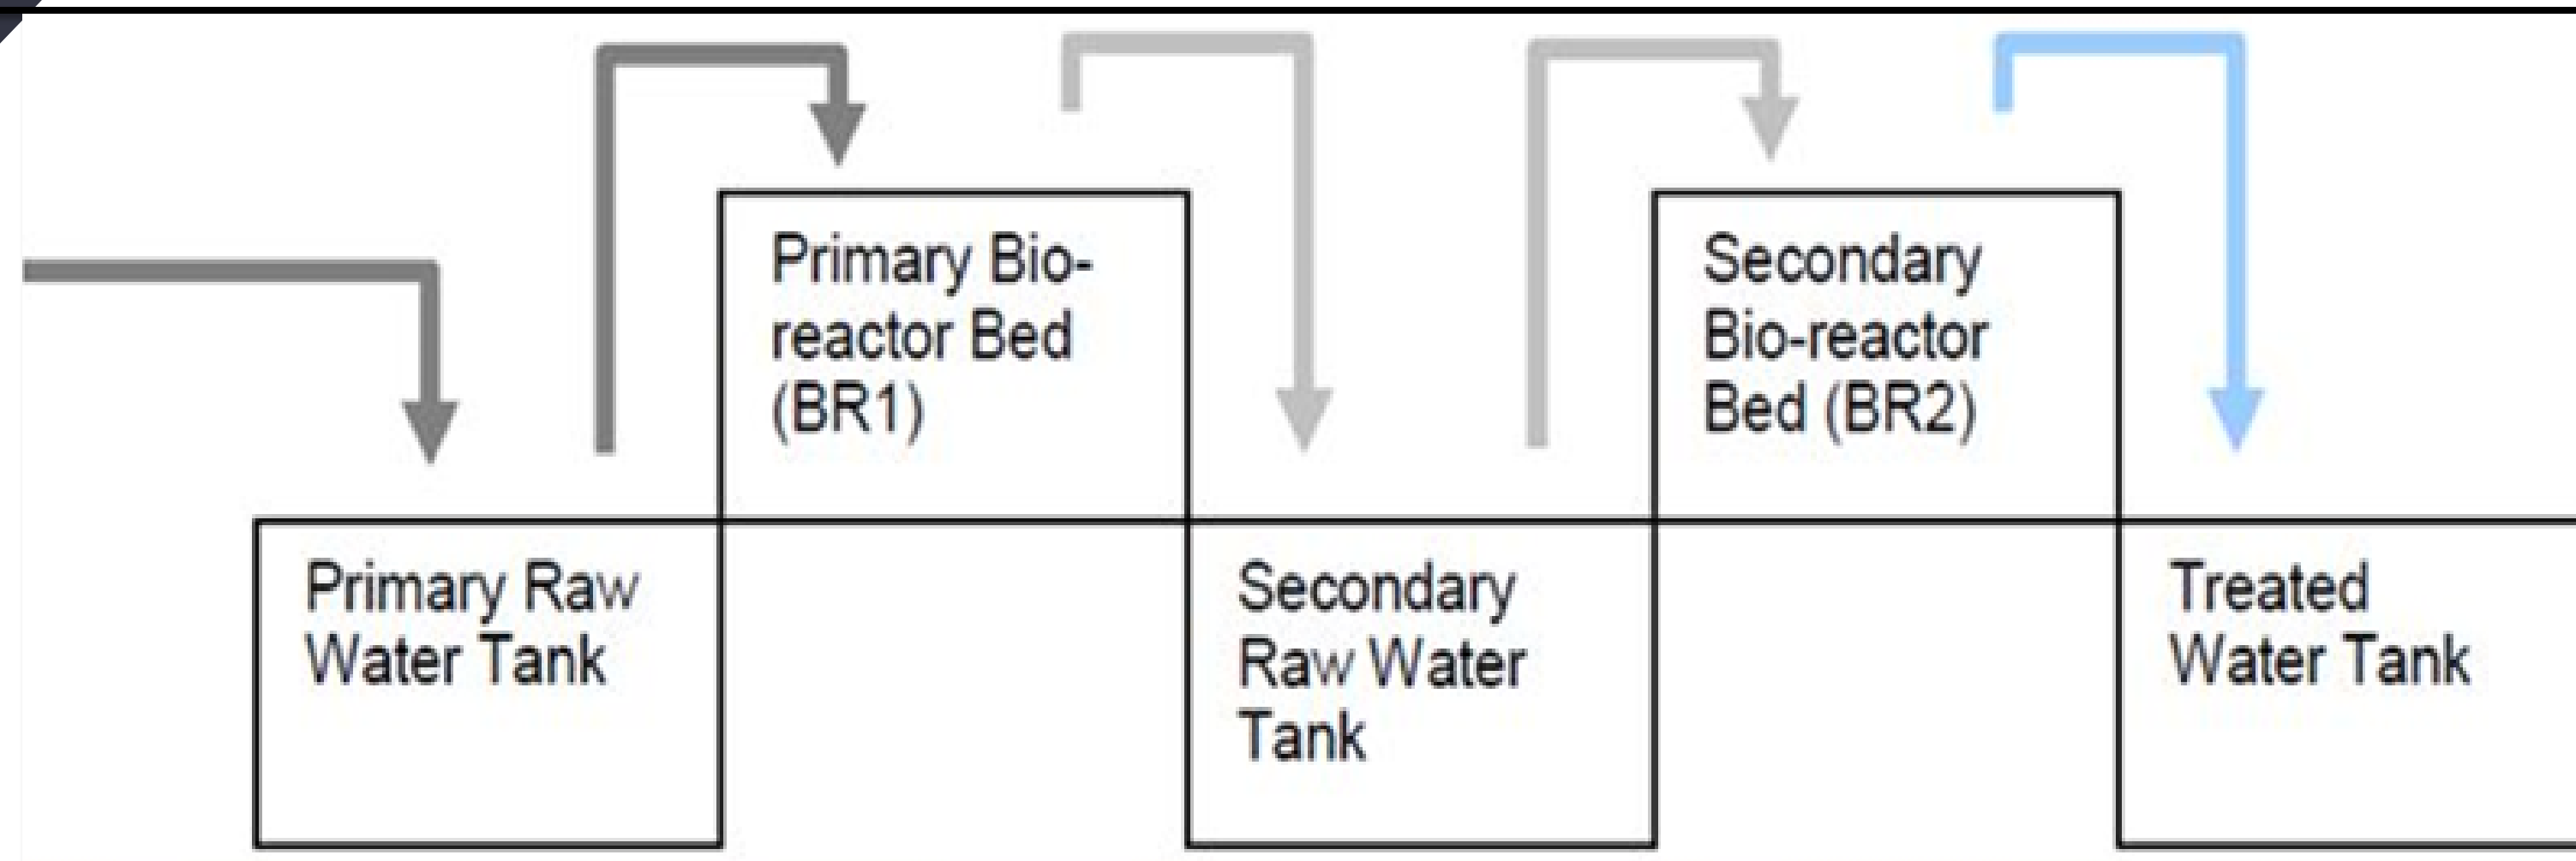 Primary Bio-
reactor Bed
(BR1)
Secondary
Bio-reactor
Bed (BR2)
Primary Raw
Water Tank
Secondary
Raw Water
Tank
Treated
Water Tank